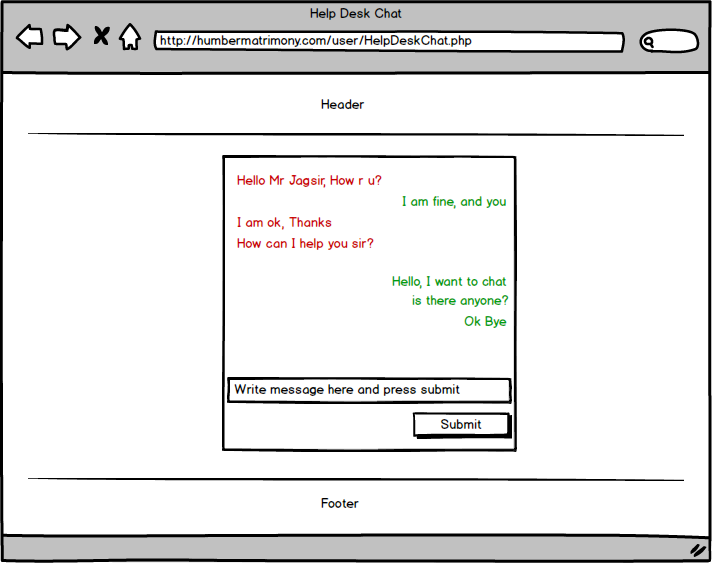 Help Desk Chat
http://humbermatrimony.com/user/HelpDeskChat.php
Header
Hello Mr Jagsir, How r u?
I am fine, and you
I am ok, Thanks
How can I help you sir?
Hello, I want to chat
is there anyone?
Ok Bye
Write message here and press submit
Submit
Footer